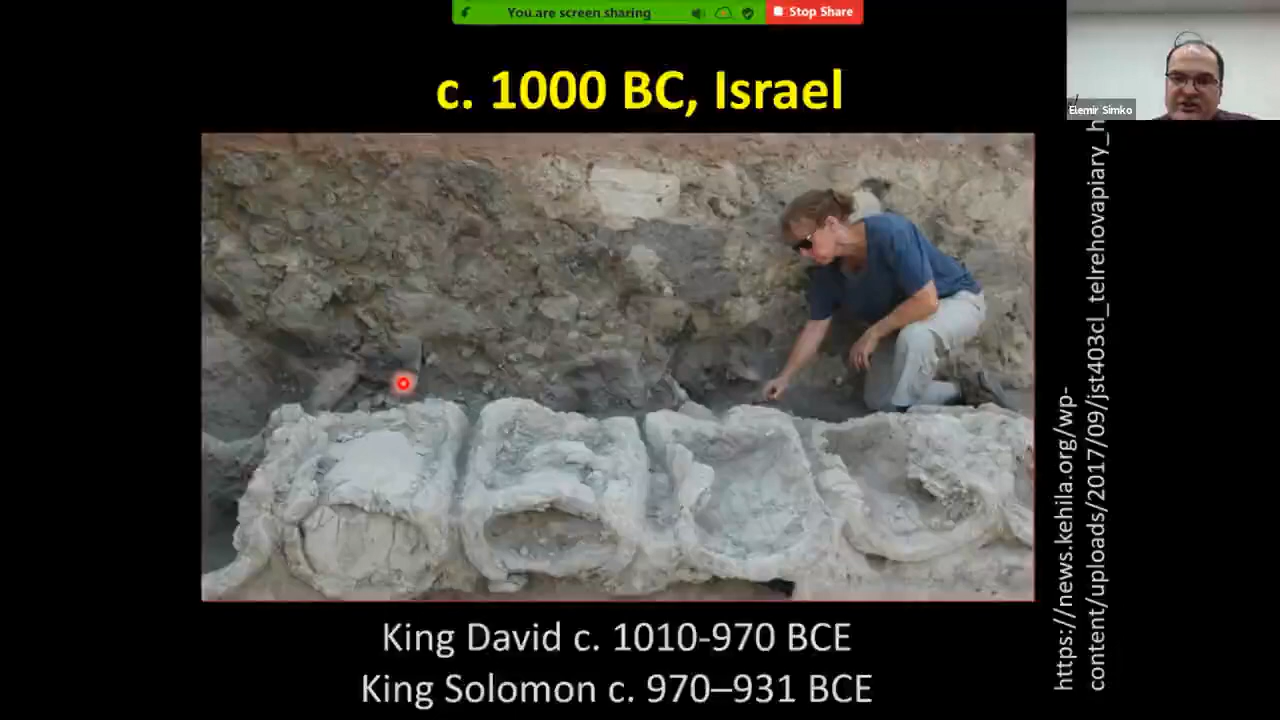 You are screen sharing
Stop Share
c. 1000 BC, Israel
Elemir Simko
King David c. 1010-970 BCE
King Solomon c. 970–931 BCE
https://news.kehila.org/wp-
content/uploads/2017/09/jst403cl_telrehovapiary_h